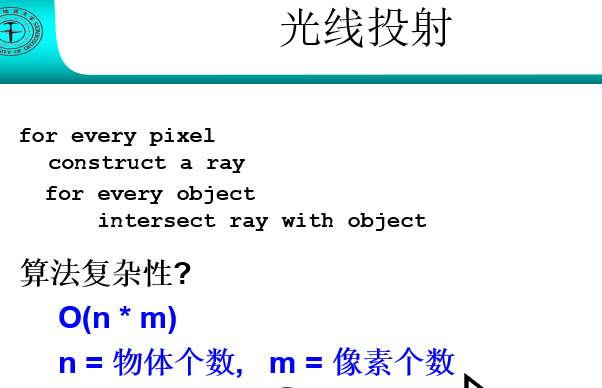 光线投射
for every pixel
construct a ray
for every object
intersect ray with object
算法复杂性?
O(n * m)
n = 物体个数, m = 像素个数